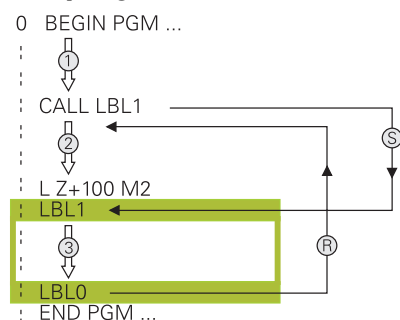 0 BEGIN PGM ...
1
CALL LBL1
S
2
L Z+100 M2
LBL1
3
R
LBL0
END PGM ...